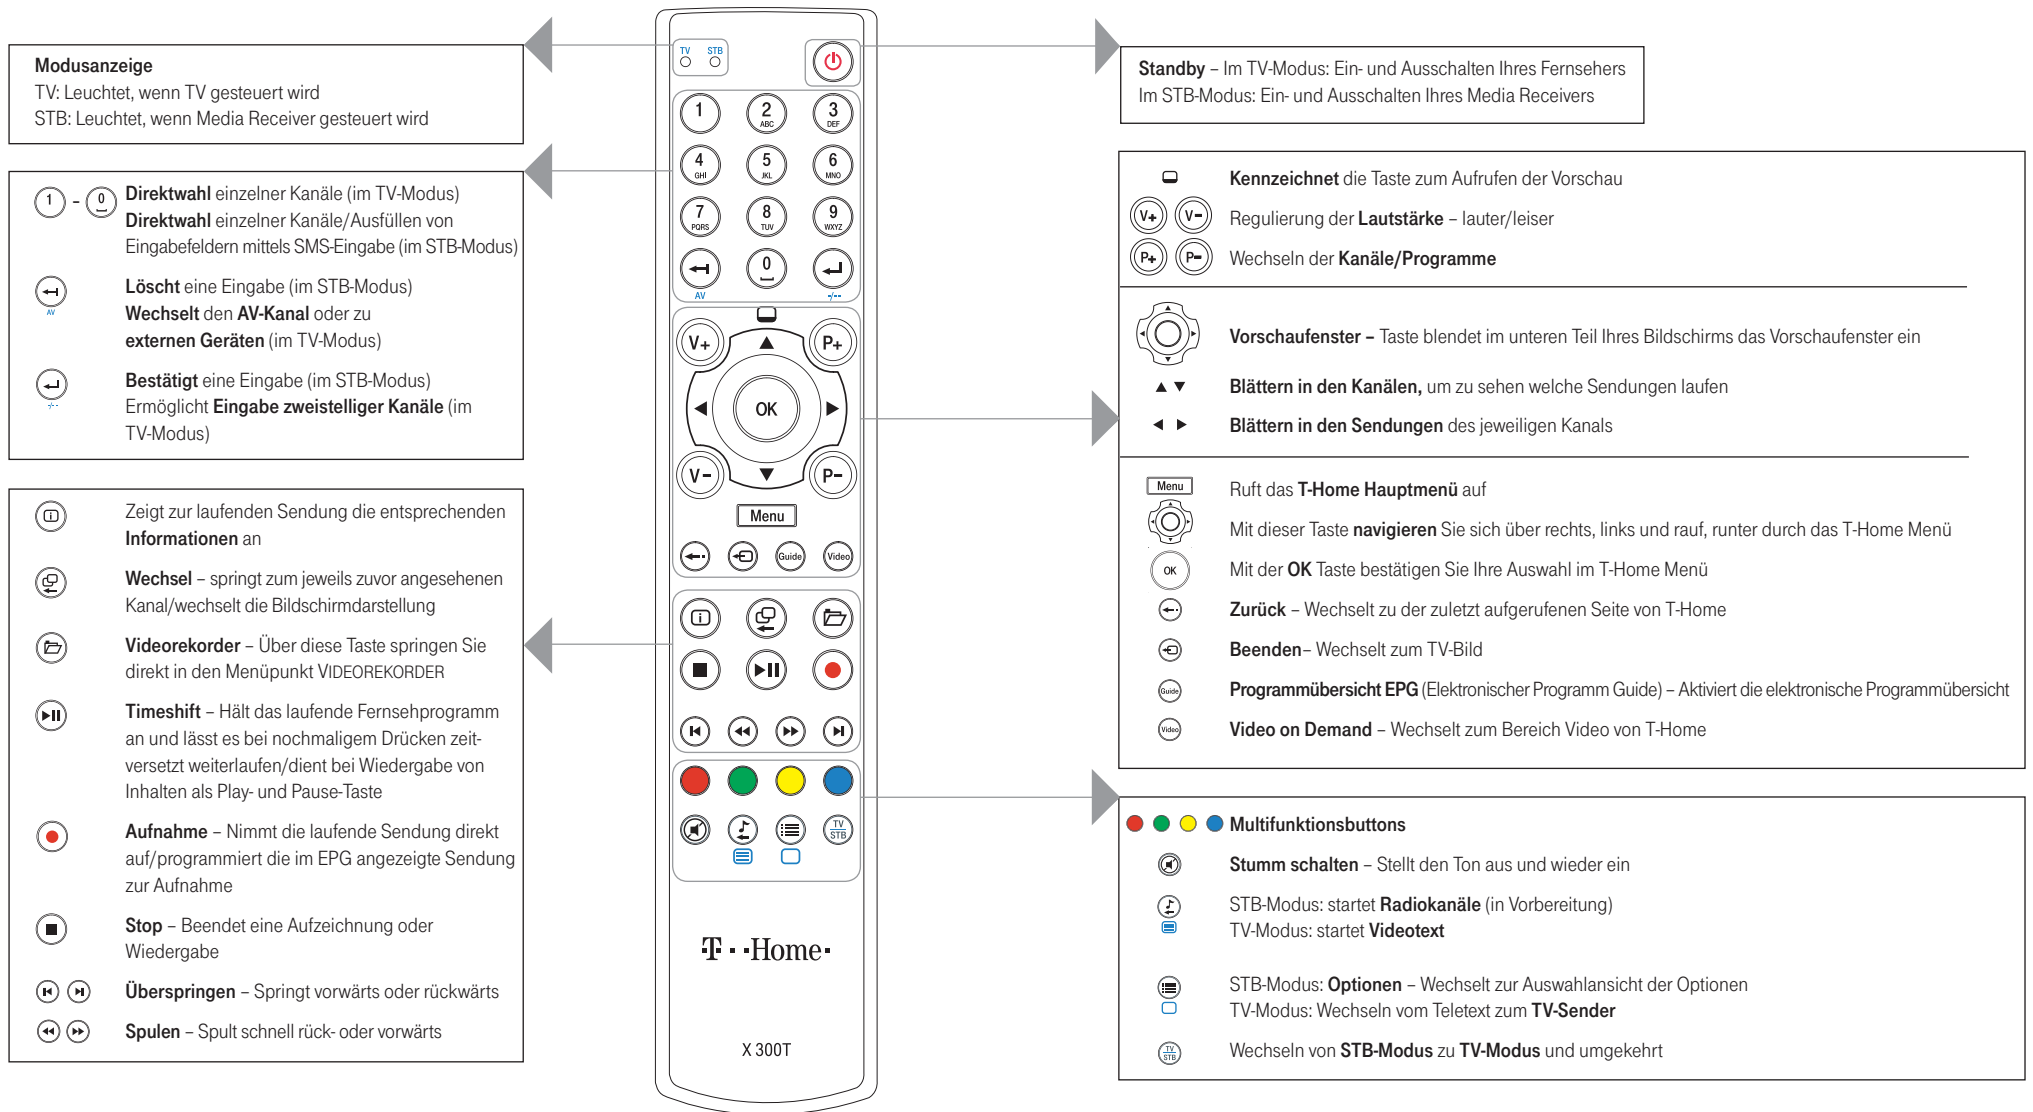 Modusanzeige
TV: Leuchtet, wenn TV gesteuert wird
STB: Leuchtet, wenn Media Receiver gesteuert wird
1 – 0 Direktwahl einzelner Kanäle (im TV-Modus)
Direktwahl einzelner Kanäle/Ausfüllen von
Eingabefeldern mittels SMS-Eingabe (im STB-Modus)
Löscht eine Eingabe (im STB-Modus)
AV Wechselt den AV-Kanal oder zu
externen Geräten (im TV-Modus)
Bestätigt eine Eingabe (im STB-Modus)
-/-- Ermöglicht Eingabe zweistelliger Kanäle (im
TV-Modus)
i Zeigt zur laufenden Sendung die entsprechenden
Informationen an
Wechsel – springt zum jeweils zuvor angesehenen
Kanal/wechselt die Bildschirmdarstellung
Videorekorder – Über diese Taste springen Sie
direkt in den Menüpunkt VIDEOREKORDER
Timeshift – Hält das laufende Fernsehprogramm
an und lässt es bei nochmaligem Drücken zeit-
versetzt weiterlaufen/dient bei Wiedergabe von
Inhalten als Play- und Pause-Taste
Aufnahme – Nimmt die laufende Sendung direkt
auf/programmiert die im EPG angezeigte Sendung
zur Aufnahme
Stop – Beendet eine Aufzeichnung oder
Wiedergabe
Überspringen – Springt vorwärts oder rückwärts
Spulen – Spult schnell rück- oder vorwärts
TV STB
1 2 3
ABC DEF
4 5 6
GHI JKL MNO
7 8 9
PQRS TUV WXYZ
0
AV -/--
V+ P+
OK
V- P-
Menu
Guide Video
i
TV
STB
T · · Home ·
X 300T
Standby – Im TV-Modus: Ein- und Ausschalten Ihres Fernsehers
Im STB-Modus: Ein- und Ausschalten Ihres Media Receivers
Kennzeichnet die Taste zum Aufrufen der Vorschau
V+ V- Regulierung der Lautstärke – lauter/leiser
P+ P- Wechseln der Kanäle/Programme
Vorschaufenster – Taste blendet im unteren Teil Ihres Bildschirms das Vorschaufenster ein
Blättern in den Kanälen, um zu sehen welche Sendungen laufen
Blättern in den Sendungen des jeweiligen Kanals
Menu Ruft das T-Home Hauptmenü auf
Mit dieser Taste navigieren Sie sich über rechts, links und rauf, runter durch das T-Home Menü
OK Mit der OK Taste bestätigen Sie Ihre Auswahl im T-Home Menü
Zurück – Wechselt zu der zuletzt aufgerufenen Seite von T-Home
Beenden– Wechselt zum TV-Bild
Guide Programmübersicht EPG (Elektronischer Programm Guide) – Aktiviert die elektronische Programmübersicht
Video Video on Demand – Wechselt zum Bereich Video von T-Home
Multifunktionsbuttons
Stumm schalten – Stellt den Ton aus und wieder ein
STB-Modus: startet Radiokanäle (in Vorbereitung)
TV-Modus: startet Videotext
STB-Modus: Optionen – Wechselt zur Auswahlansicht der Optionen
TV-Modus: Wechseln vom Teletext zum TV-Sender
TV STB Wechseln von STB-Modus zu TV-Modus und umgekehrt